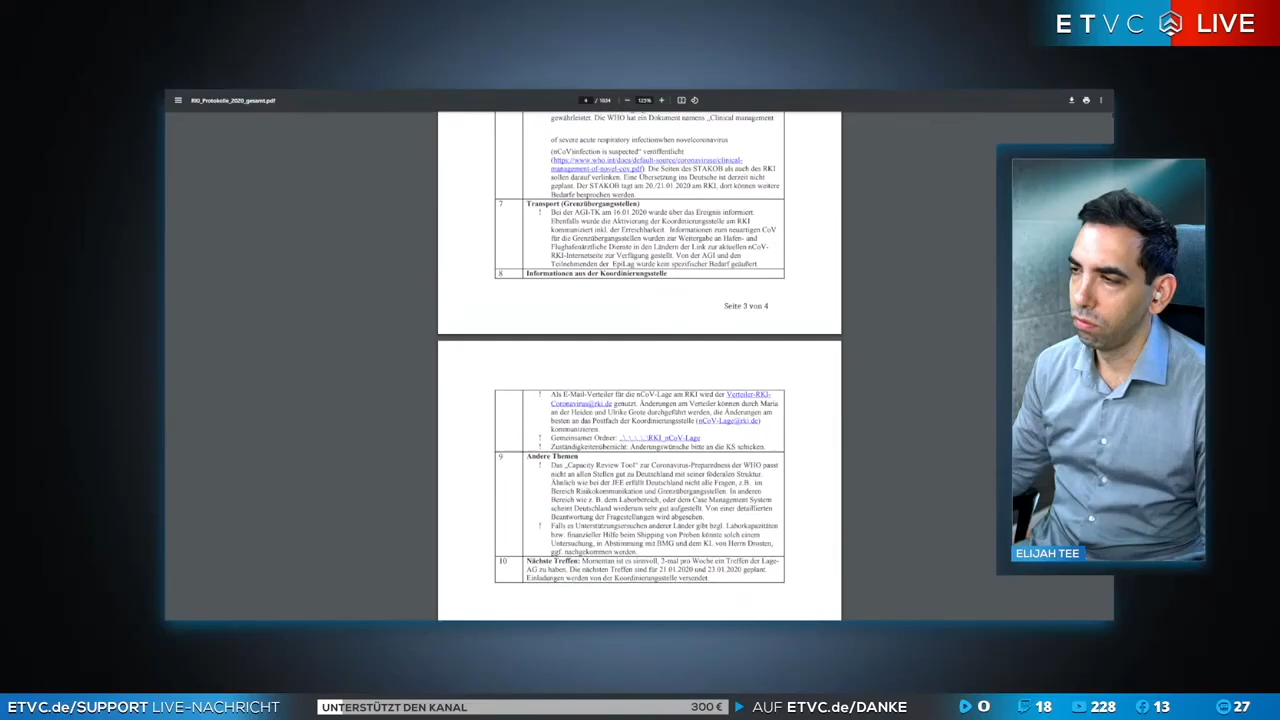 ETVC LIVE
RKI_Protokolle_2020_gesamt.pdf
4 / 1034 − 125% +
gewährleistet. Die WHO hat ein Dokument namens „Clinical management
of severe acute respiratory infectionwhen novelcoronavirus
(nCoV)infection is suspected“ veröffentlicht
(https://www.who.int/docs/default-source/coronaviruse/clinical-
management-of-novel-cov.pdf). Die Seiten des STAKOB als auch des RKI
sollen darauf verlinken. Eine Übersetzung ins Deutsche ist derzeit nicht
geplant. Der STAKOB tagt am 20./21.01.2020 am RKI, dort können weitere
Bedarfe besprochen werden.
7 Transport (Grenzübergangsstellen)
! Bei der AGI-TK am 16.01.2020 wurde über das Ereignis informiert.
Ebenfalls wurde die Aktivierung der Koordinierungsstelle am RKI
kommuniziert inkl. der Erreichbarkeit. Informationen zum neuartigen CoV
für die Grenzübergangsstellen wurden zur Weitergabe an Hafen- und
Flughafenärztliche Dienste in den Ländern der Link zur aktuellen nCoV-
RKI-Internetseite zur Verfügung gestellt. Von der AGI und den
Teilnehmenden der EpiLag wurde kein spezifischer Bedarf geäußert.
8 Informationen aus der Koordinierungsstelle
Seite 3 von 4
! Als E-Mail-Verteiler für die nCoV-Lage am RKI wird der Verteiler-RKI-
Coronavirus@rki.de genutzt. Änderungen am Verteiler können durch Maria
an der Heiden und Ulrike Grote durchgeführt werden, die Änderungen am
besten an das Postfach der Koordinierungsstelle (nCoV-Lage@rki.de)
kommunizieren.
! Gemeinsamer Ordner: ..\..\..\..\RKI_nCoV-Lage
! Zuständigkeitenübersicht: Änderungswünsche bitte an die KS schicken.
9 Andere Themen
! Das „Capacity Review Tool“ zur Coronavirus-Preparedness der WHO passt
nicht an allen Stellen gut zu Deutschland mit seiner föderalen Struktur.
Ähnlich wie bei der JEE erfüllt Deutschland nicht alle Fragen, z.B. im
Bereich Risikokommunikation und Grenzübergangsstellen. In anderen
Bereich wie z. B. dem Laborbereich, oder dem Case Management System
scheint Deutschland wiederum sehr gut aufgestellt. Von einer detaillierten
Beantwortung der Fragestellungen wird abgesehen.
! Falls es Unterstützungsersuchen anderer Länder gibt bzgl. Laborkapazitäten
bzw. finanzieller Hilfe beim Shipping von Proben könnte solch einem
Untersuchung, in Abstimmung mit BMG und dem KL von Herrn Drosten,
ggf. nachgekommen werden.
10 Nächste Treffen: Momentan ist es sinnvoll, 2-mal pro Woche ein Treffen der Lage-
AG zu haben. Die nächsten Treffen sind für 21.01.2020 und 23.01.2020 geplant.
Einladungen werden von der Koordinierungsstelle versendet.
ELIJAH TEE
ETVC.de/SUPPORT LIVE-NACHRICHT UNTERSTÜTZT DEN KANAL 300 € AUF ETVC.de/DANKE 0 18 228 13 27